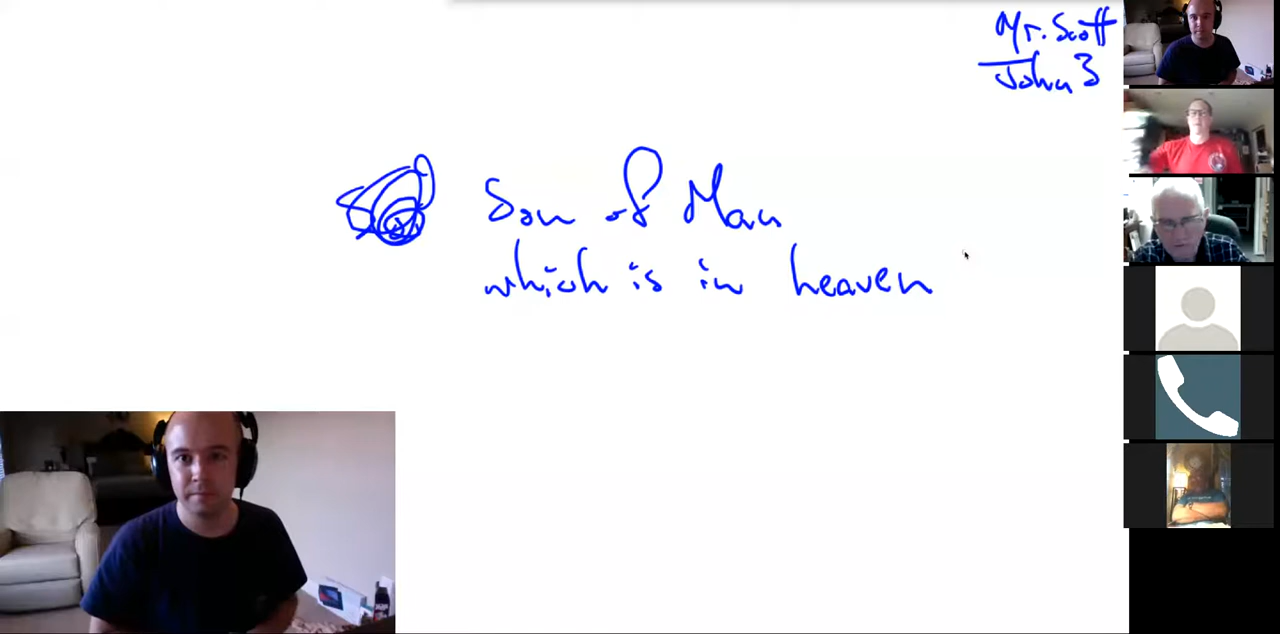 Mr. Scott
John 3
Son of Man
which is in heaven